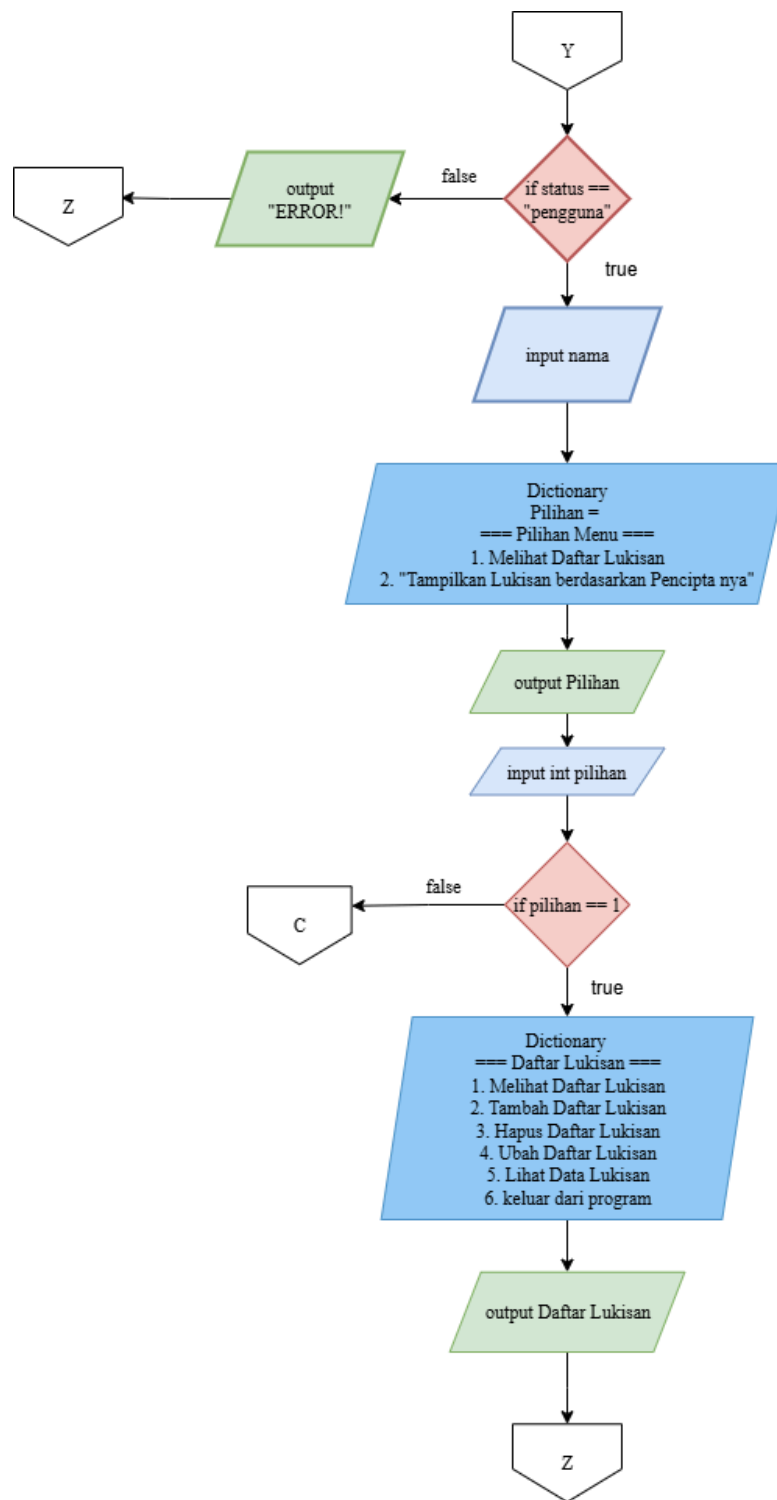 Y
if status ==
"pengguna"
false
output
"ERROR!"
Z
true
input nama
Dictionary
Pilihan =
=== Pilihan Menu ===
1. Melihat Daftar Lukisan
2. "Tampilkan Lukisan berdasarkan Pencipta nya"
output Pilihan
input int pilihan
if pilihan == 1
false
C
true
Dictionary
=== Daftar Lukisan ===
1. Melihat Daftar Lukisan
2. Tambah Daftar Lukisan
3. Hapus Daftar Lukisan
4. Ubah Daftar Lukisan
5. Lihat Data Lukisan
6. keluar dari program
output Daftar Lukisan
Z